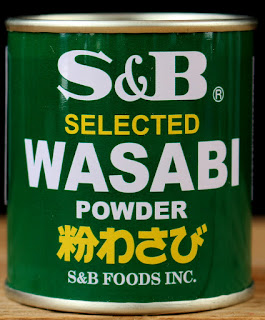 S&B®
SELECTED
WASABI
POWDER
粉わさび
S&B FOODS INC.